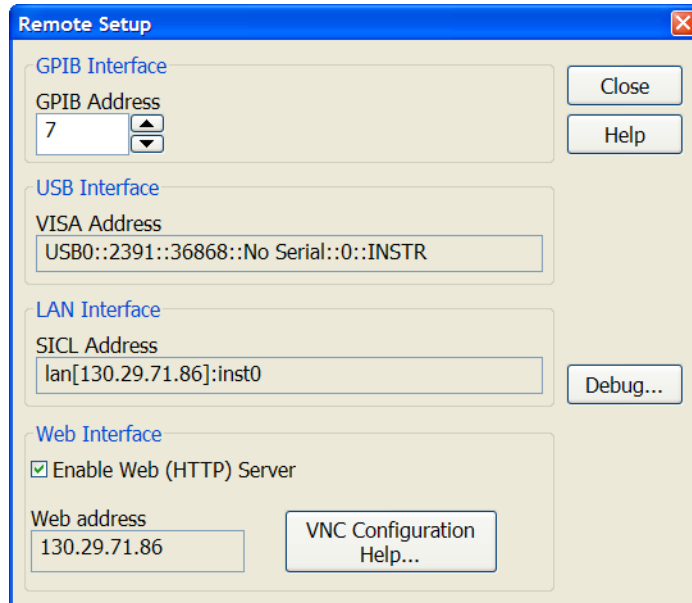 Remote Setup
GPIB Interface
GPIB Address
7
Close
Help
USB Interface
VISA Address
USB0::2391::36868::No Serial::0::INSTR
LAN Interface
SICL Address
lan[130.29.71.86]:inst0
Debug...
Web Interface
Enable Web (HTTP) Server
Web address
130.29.71.86
VNC Configuration
Help...